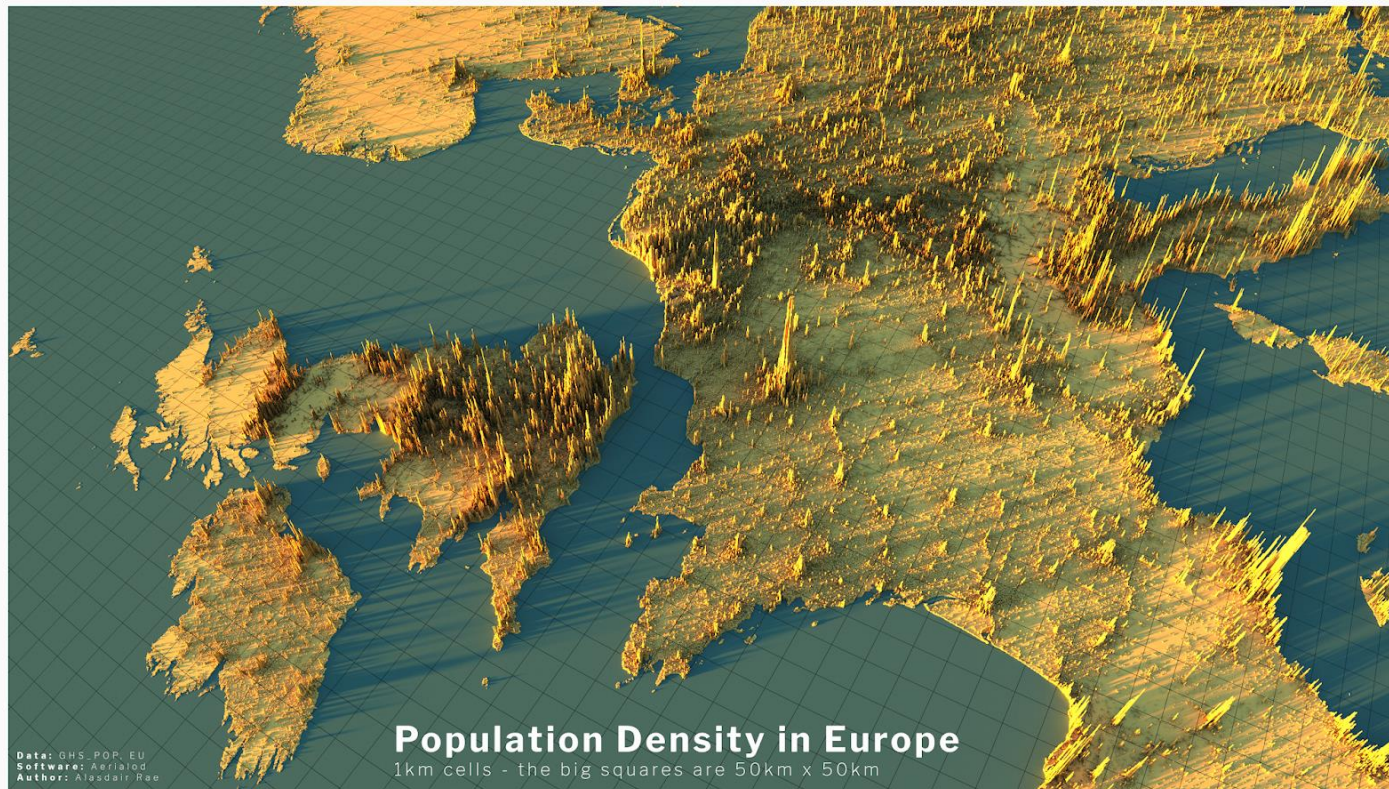 Population Density in Europe
1km cells - the big squares are 50km x 50km
Data: GHS_POP, EU
Software: Aerialod
Author: Alasdair Rae